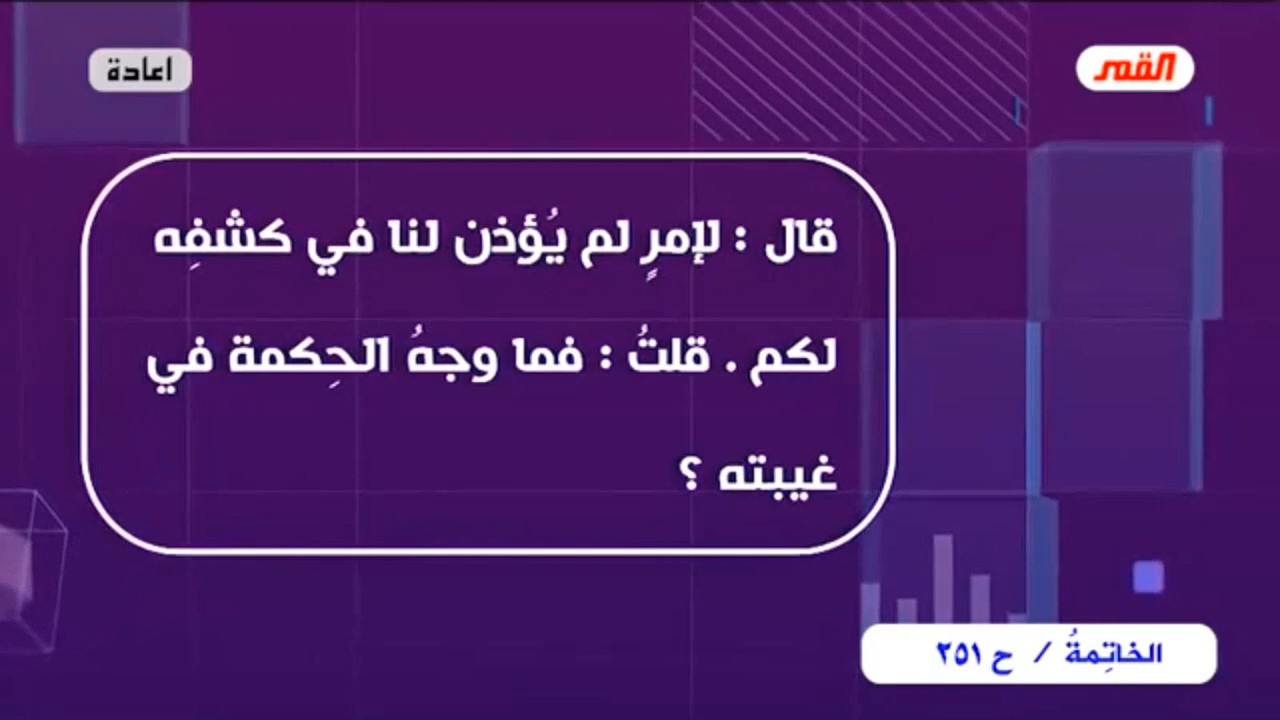 اعادة
القمر
قالَ : لإمرٍ لم يُؤذن لنا في كشفِه
لكم . قلتُ : فما وجهُ الحِكمة في
غيبته ؟
الخاتِمةُ / ح ٢٥١